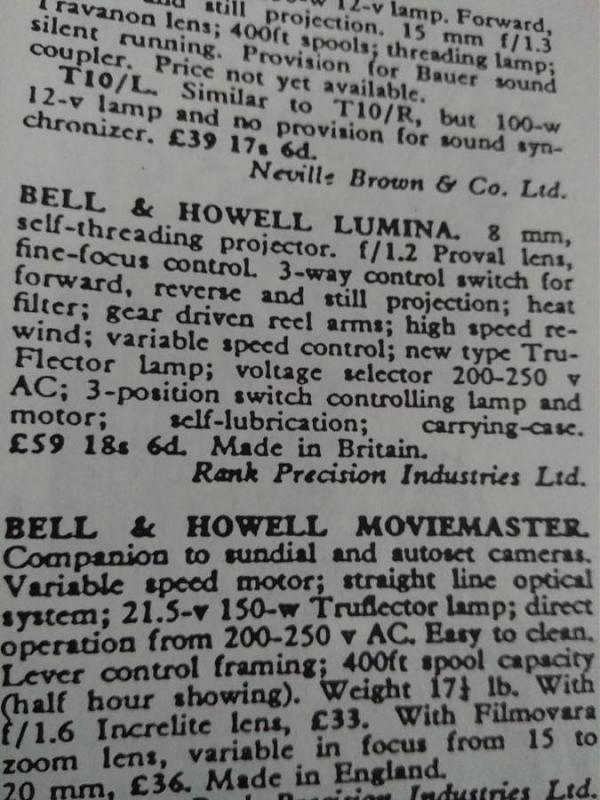 12-v lamp. Forward,
and still projection. 15 mm f/1.3
Travanon lens; 400ft spools; threading lamp;
silent running. Provision for Bauer sound
coupler. Price not yet available.
T10/L. Similar to T10/R, but 100-w
12-v lamp and no provision for sound syn-
chronizer. £39 17s 6d.
Neville Brown & Co. Ltd.
BELL & HOWELL LUMINA. 8 mm,
self-threading projector. f/1.2 Proval lens,
fine-focus control. 3-way control switch for
forward, reverse and still projection; heat
filter; gear driven reel arms; high speed re-
wind; variable speed control; new type Tru-
Flector lamp; voltage selector 200-250 v
AC; 3-position switch controlling lamp and
motor; self-lubrication; carrying-case.
£59 18s 6d. Made in Britain.
Rank Precision Industries Ltd.
BELL & HOWELL MOVIEMASTER.
Companion to sundial and autoset cameras.
Variable speed motor; straight line optical
system; 21.5-v 150-w Truflector lamp; direct
operation from 200-250 v AC. Easy to clean.
Lever control framing; 400ft spool capacity
(half hour showing). Weight 17½ lb. With
f/1.6 Increlite lens, £33. With Filmovara
zoom lens, variable in focus from 15 to
20 mm, £36. Made in England.
Rank Precision Industries Ltd.